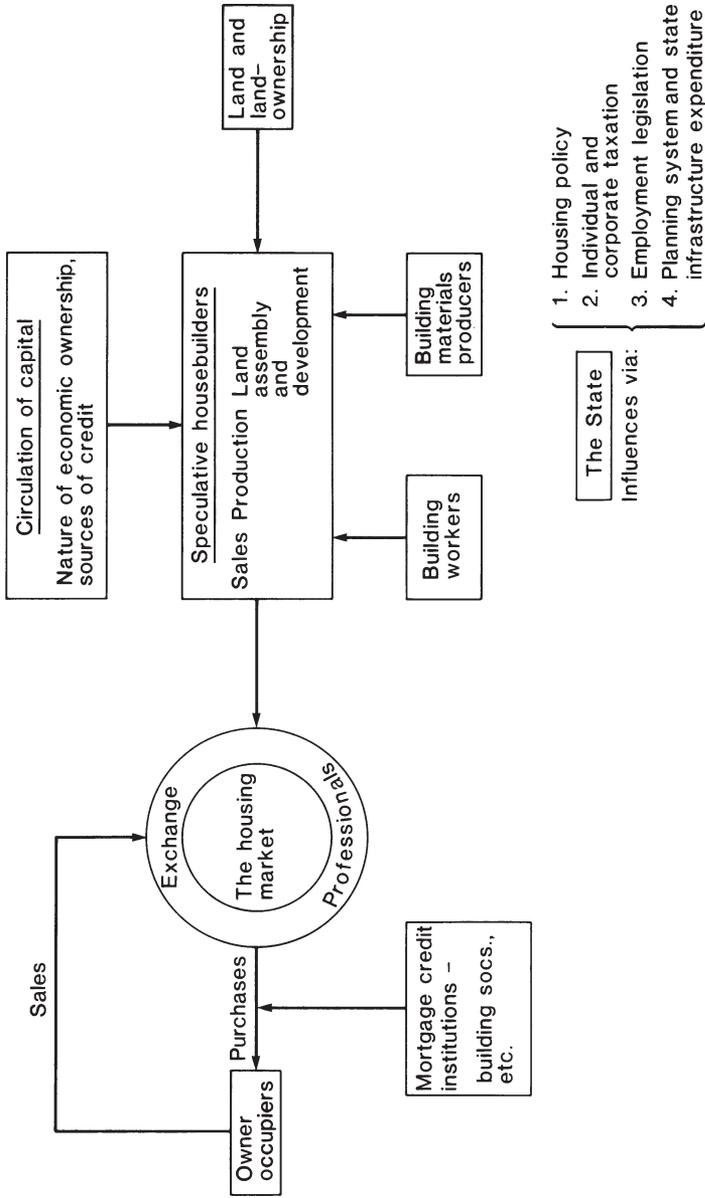 Circulation of capital
Nature of economic ownership,
sources of credit
Land and
land–
ownership
Speculative housebuilders
Sales Production Land
assembly
and
development
Building
workers
Building
materials
producers
Sales
Exchange
Professionals
The housing
market
Purchases
Owner
occupiers
Mortgage credit
institutions –
building socs.,
etc.
The State
Influences via:
1. Housing policy
2. Individual and
corporate taxation
3. Employment legislation
4. Planning system and state
infrastructure expenditure